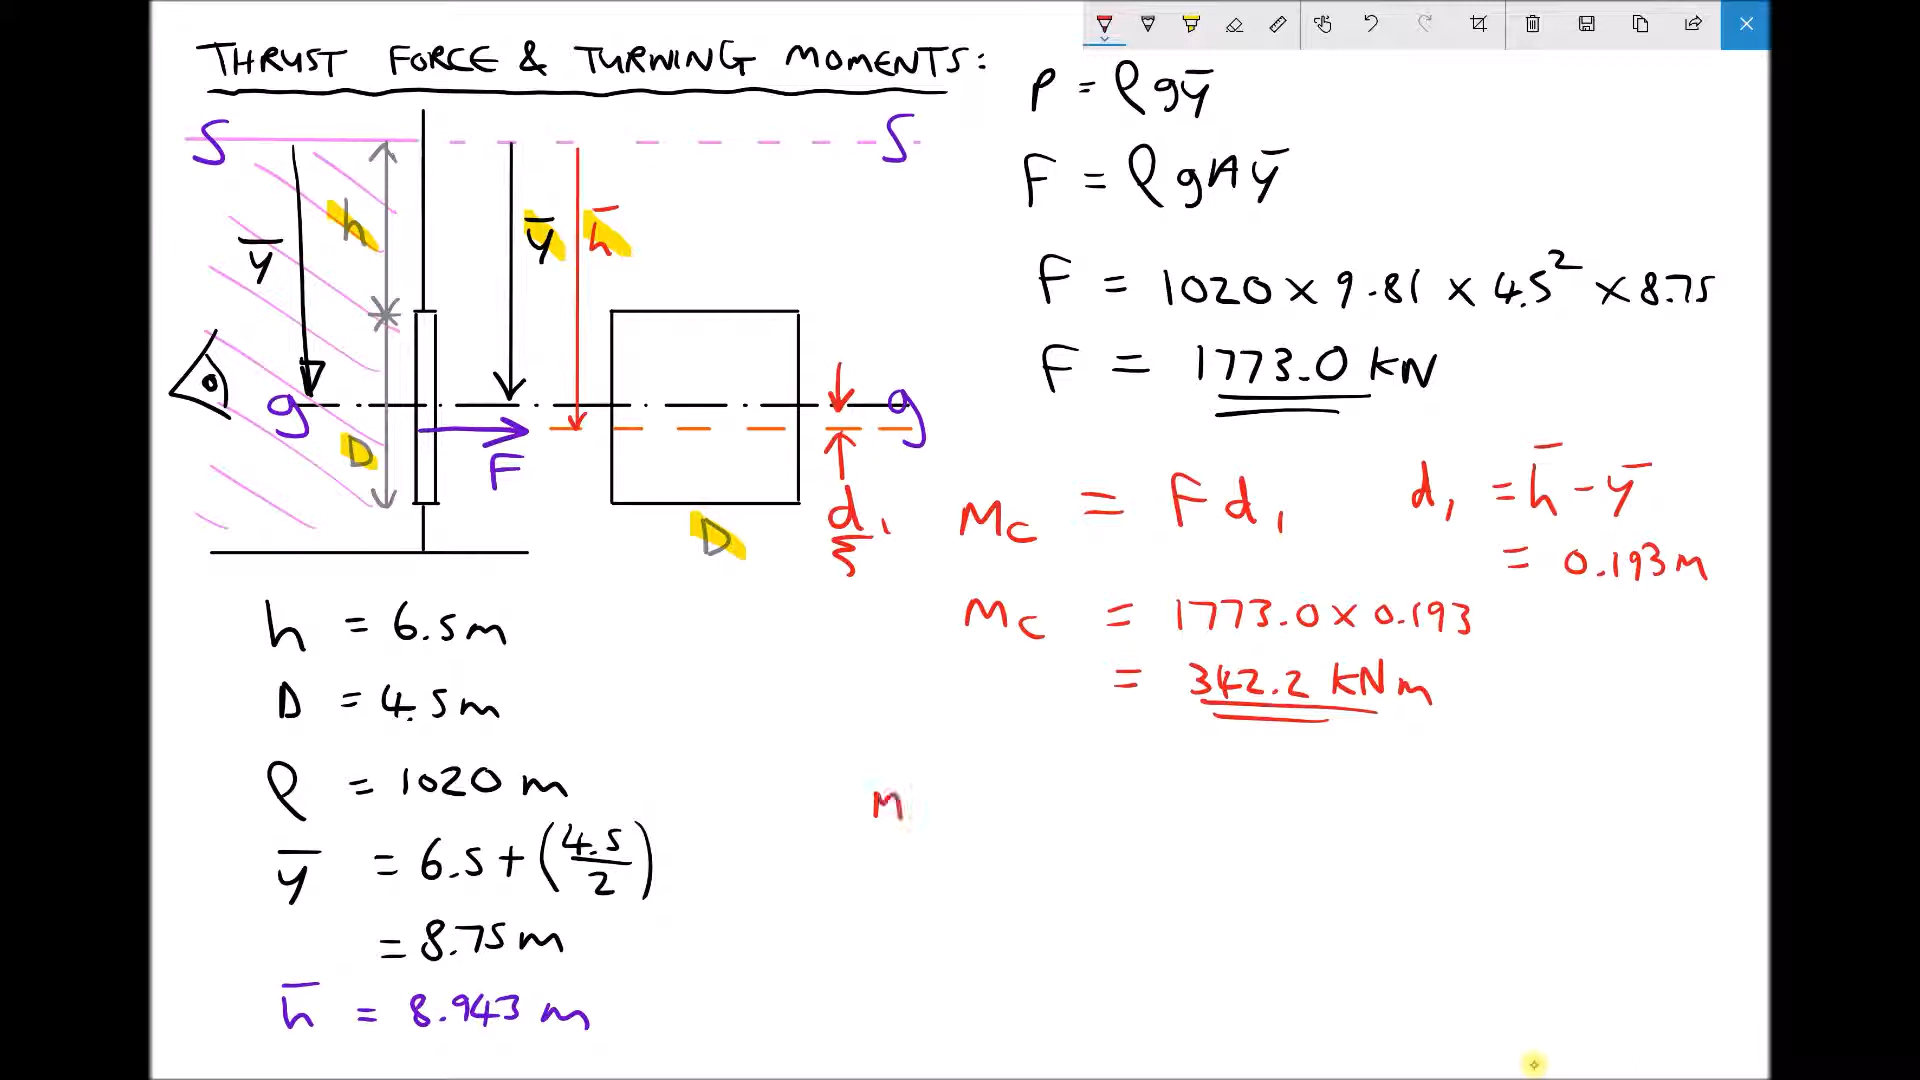 THRUST FORCE & TURNING MOMENTS:
S S
h
ȳ
ȳ h̄
g g
D
F
D
d₁
h = 6.5m
D = 4.5m
ρ = 1020 m
ȳ = 6.5 + (4.5/2)
= 8.75m
h̄ = 8.943 m
P = ρgȳ
F = ρgAȳ
F = 1020 × 9.81 × 4.5² × 8.75
F = 1773.0 kN
Mc = Fd₁ d₁ = h̄ - ȳ
= 0.193m
Mc = 1773.0 × 0.193
= 342.2 kNm
M